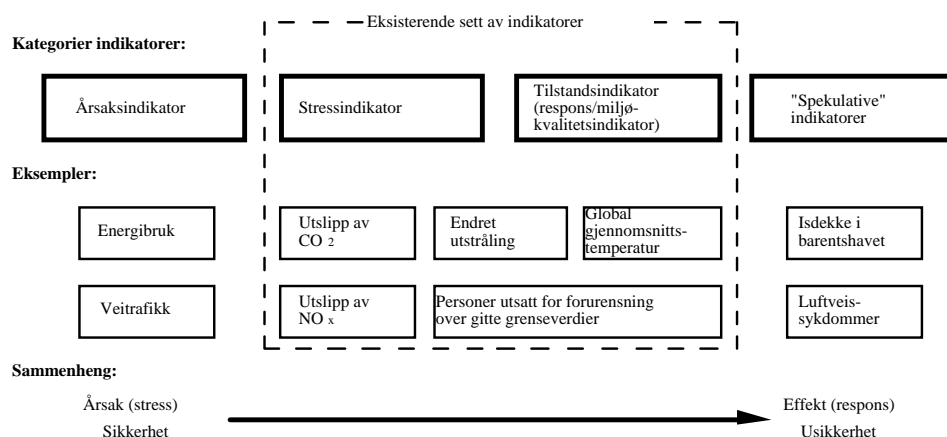 Eksisterende sett av indikatorer
Kategorier indikatorer:
Årsaksindikator
Stressindikator
Tilstandsindikator
(respons/miljø-
kvalitetsindikator)
"Spekulative"
indikatorer
Eksempler:
Energibruk
Utslipp av
CO 2
Endret
utstråling
Global
gjennomsnitts-
temperatur
Isdekke i
barentshavet
Veitrafikk
Utslipp av
NO x
Personer utsatt for forurensning
over gitte grenseverdier
Luftveis-
sykdommer
Sammenheng:
Årsak (stress)
Sikkerhet
Effekt (respons)
Usikkerhet